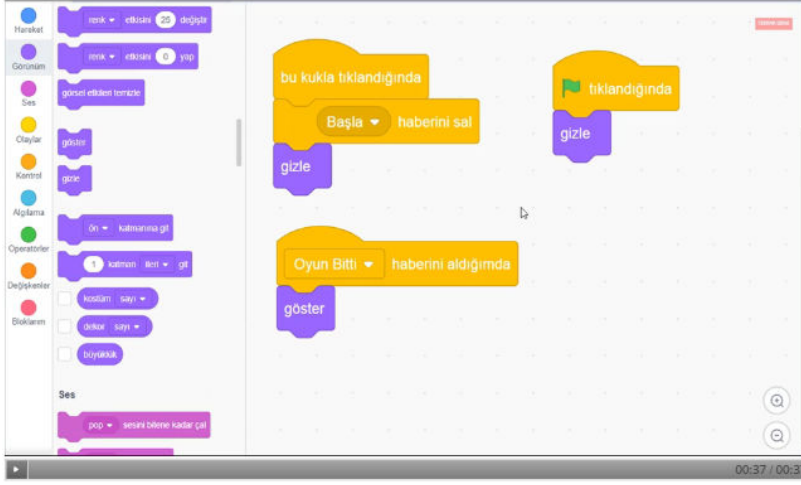 Harekat
Görünüm
Ses
Olaylar
Kontrol
Algılama
Operatörler
Değişkenler
Bloklarım
renk etkisini 25 değiştir
renk etkisini 0 yap
görsel etkileri temizle
göster
gizle
ön katmanına git
1 katman ileri git
kostüm sayı
dekor sayı
büyüklük
Ses
pop sesini bitene kadar çal
bu kukla tıklandığında
Başla haberini sal
gizle
Oyun Bitti haberini aldığımda
göster
tıklandığında
gizle
00:37 / 00:3